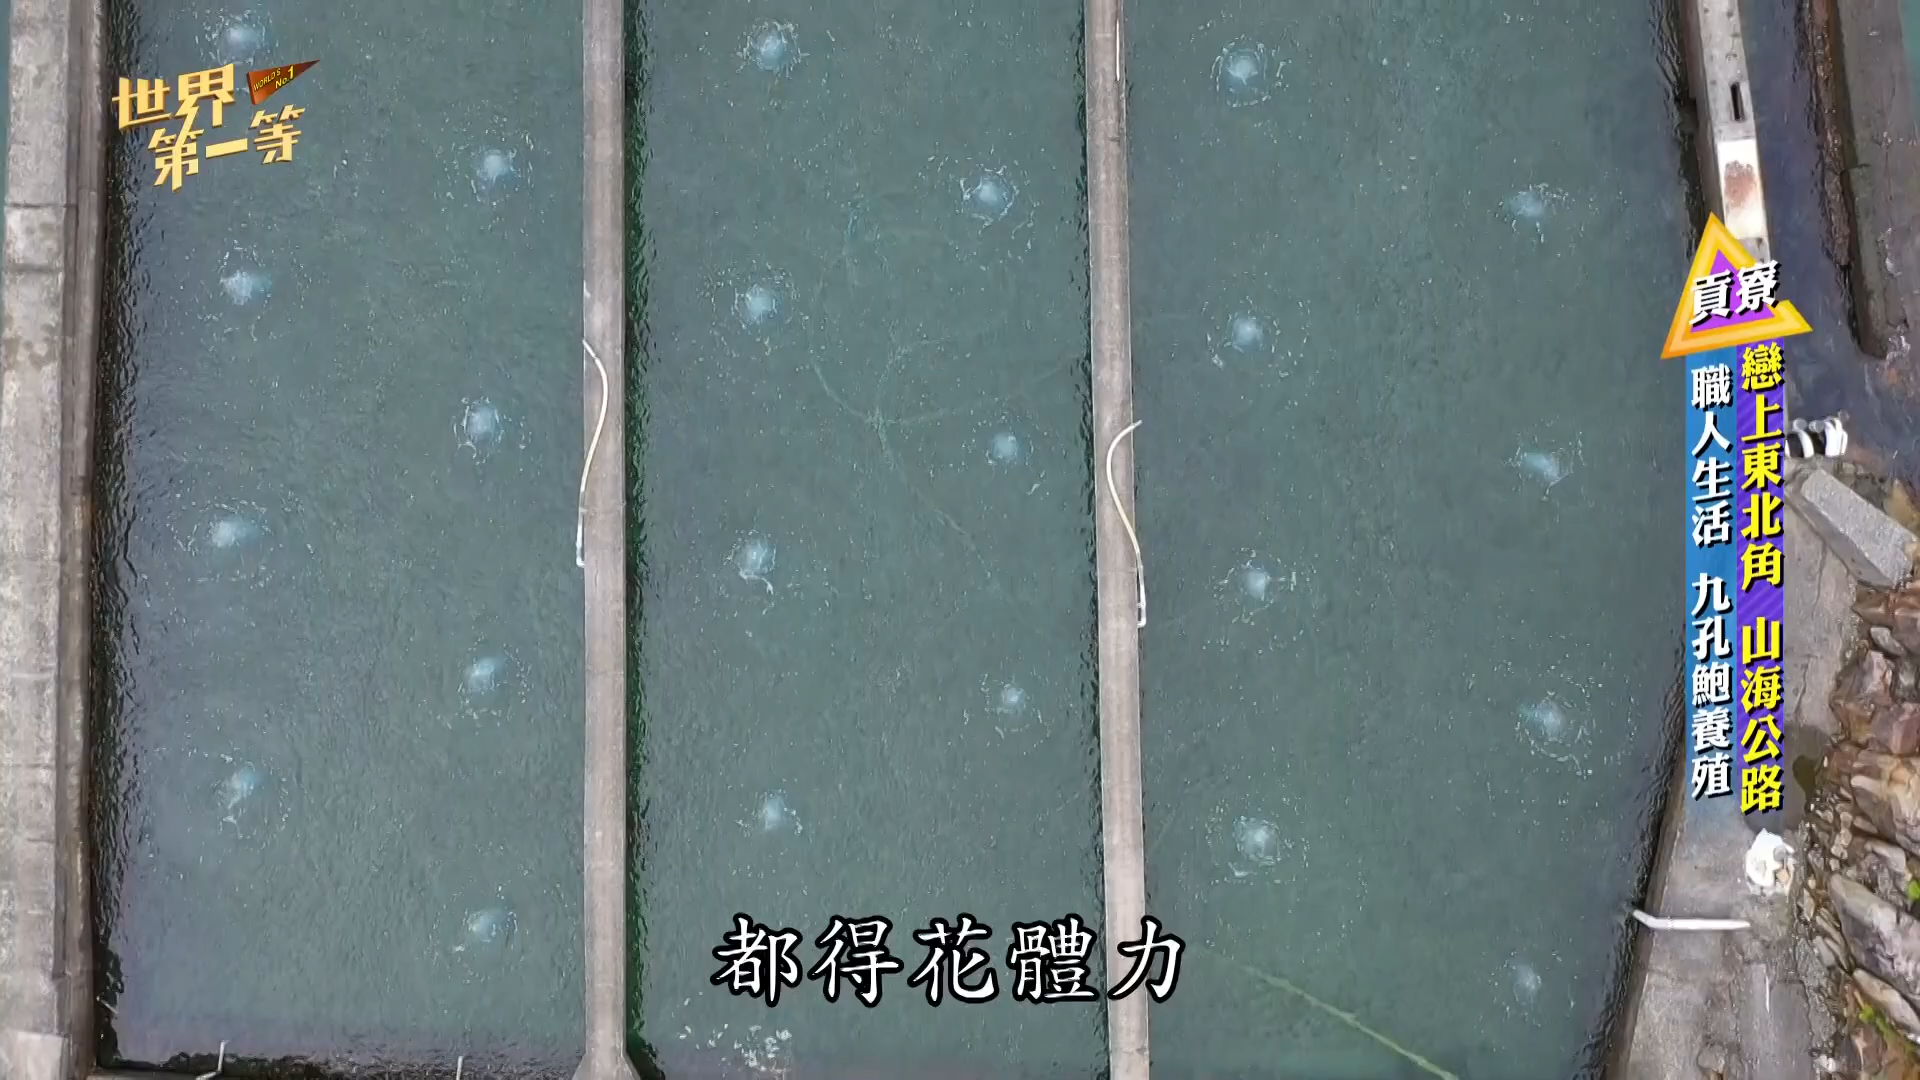 世界
第一等
WORLD'S
No.1
貢寮
戀上東北角 山海公路
職人生活 九孔鮑養殖
都得花體力